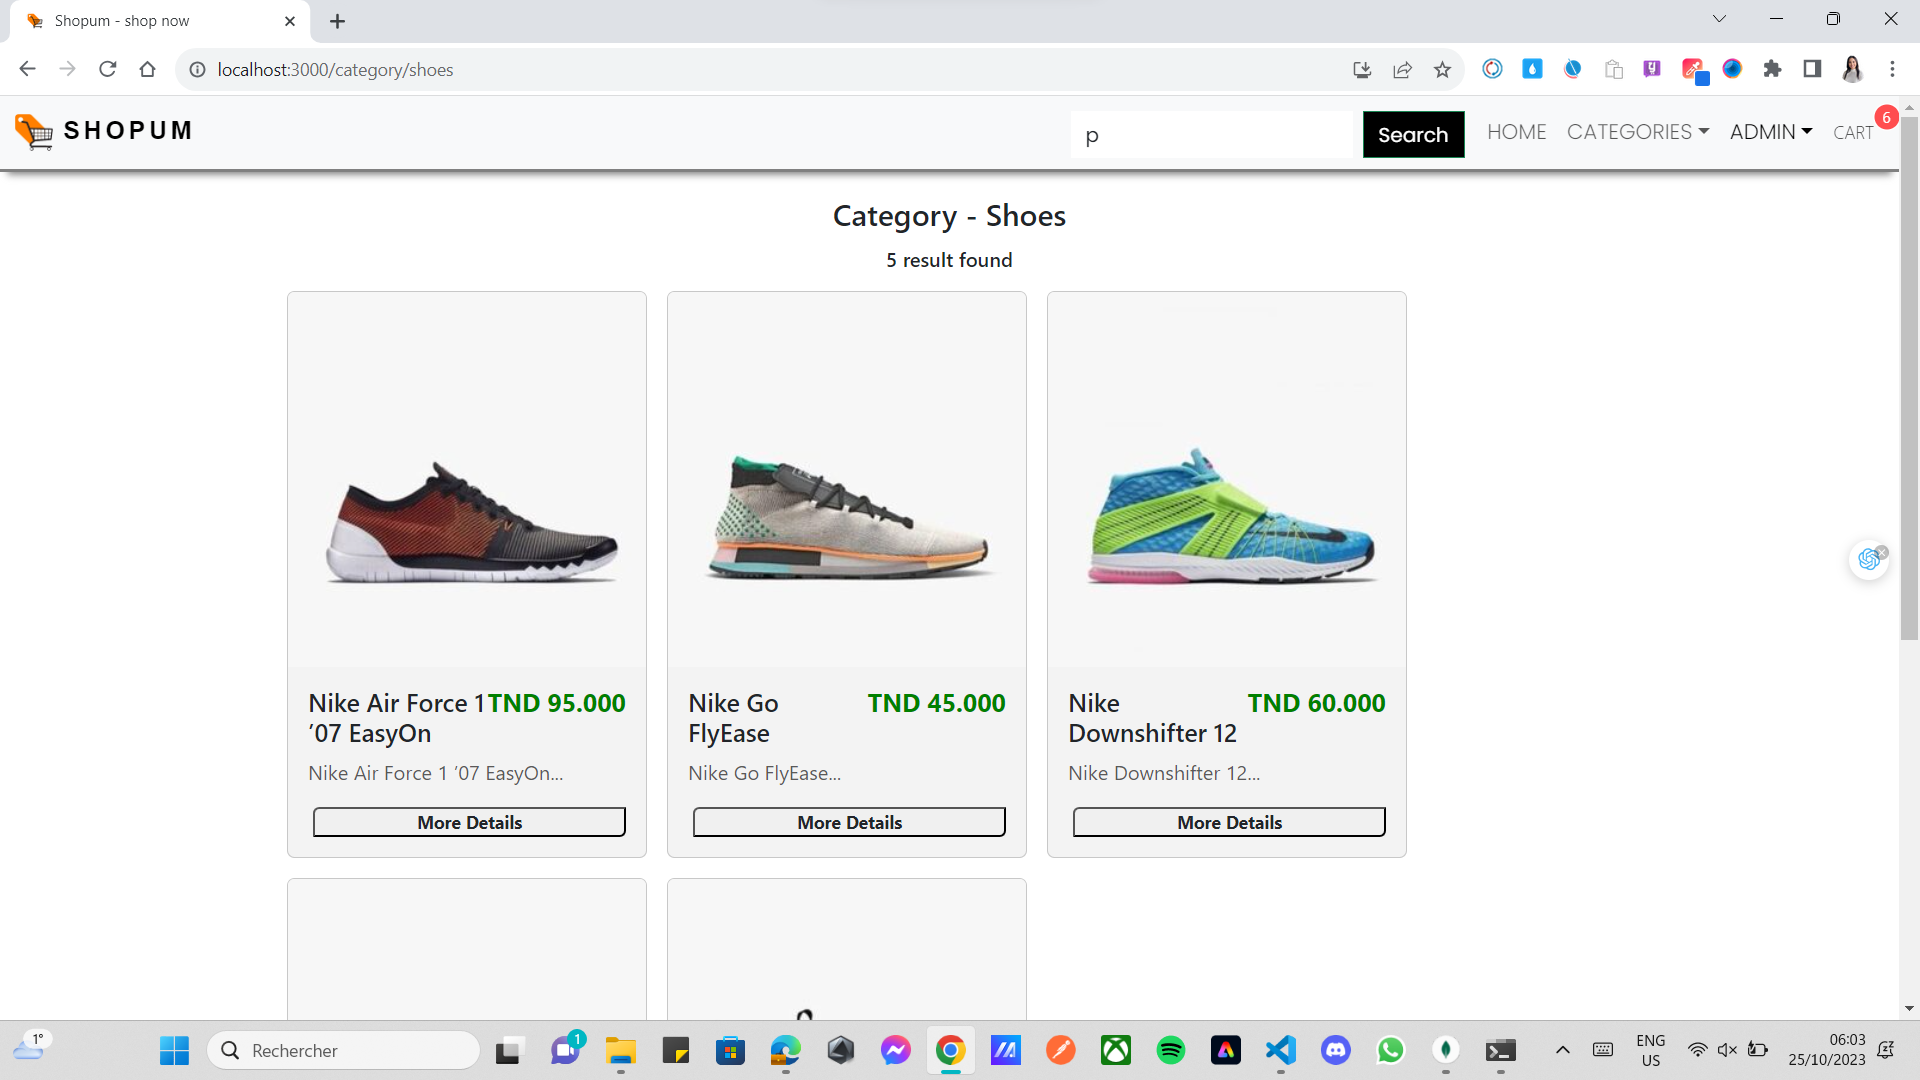 Shopum - shop now
localhost:3000/category/shoes
SHOPUM
p
Search
HOME
CATEGORIES
ADMIN
CART
6
Category - Shoes
5 result found
Nike Air Force 1 TND 95.000
’07 EasyOn
Nike Air Force 1 ’07 EasyOn...
More Details
Nike Go TND 45.000
FlyEase
Nike Go FlyEase...
More Details
Nike TND 60.000
Downshifter 12
Nike Downshifter 12...
More Details
1°
Rechercher
1
ENG
US
06:03
25/10/2023